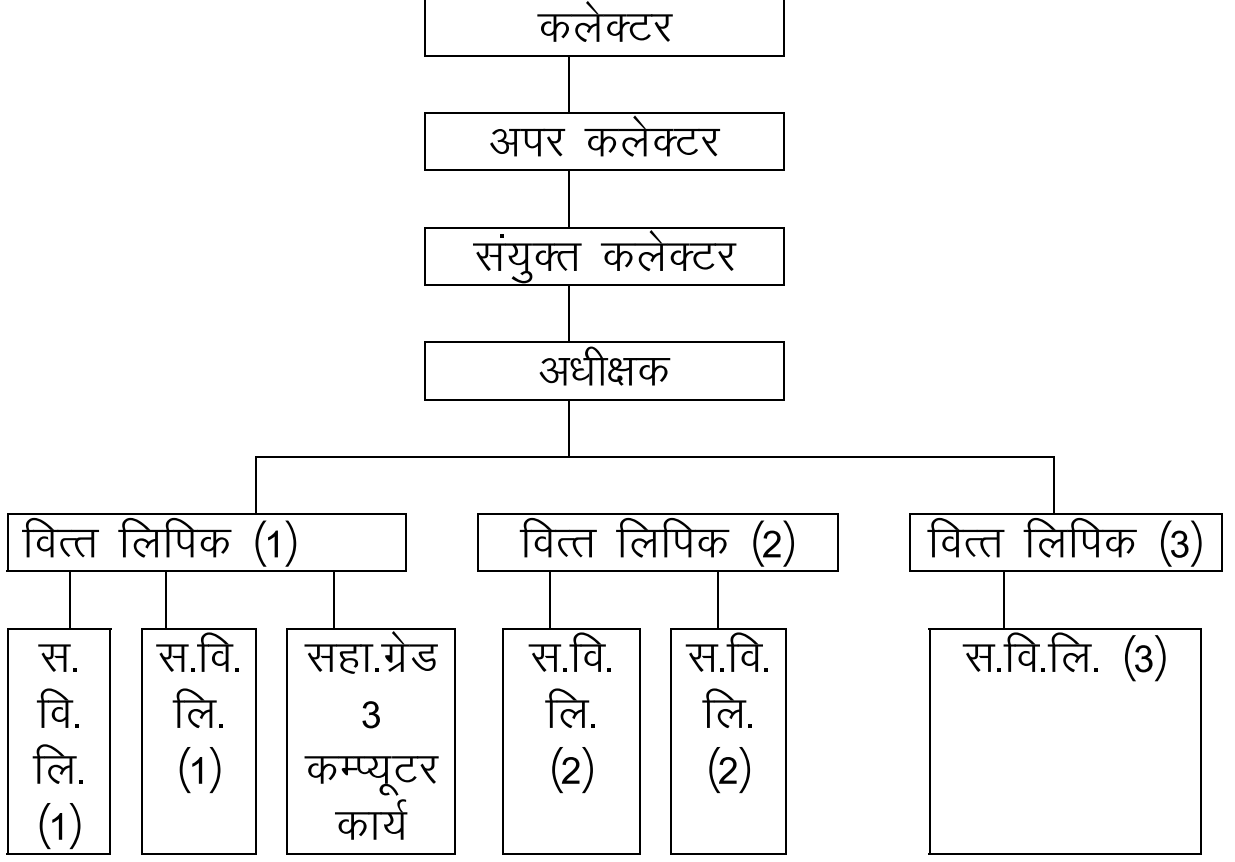 कलेक्टर
अपर कलेक्टर
संयुक्त कलेक्टर
अधीक्षक
वित्त लिपिक (1)
वित्त लिपिक (2)
वित्त लिपिक (3)
स.
वि.
लि.
(1)
स.वि.
लि.
(1)
सहा.ग्रेड
3
कम्प्यूटर
कार्य
स.वि.
लि.
(2)
स.वि.
लि.
(2)
स.वि.लि. (3)